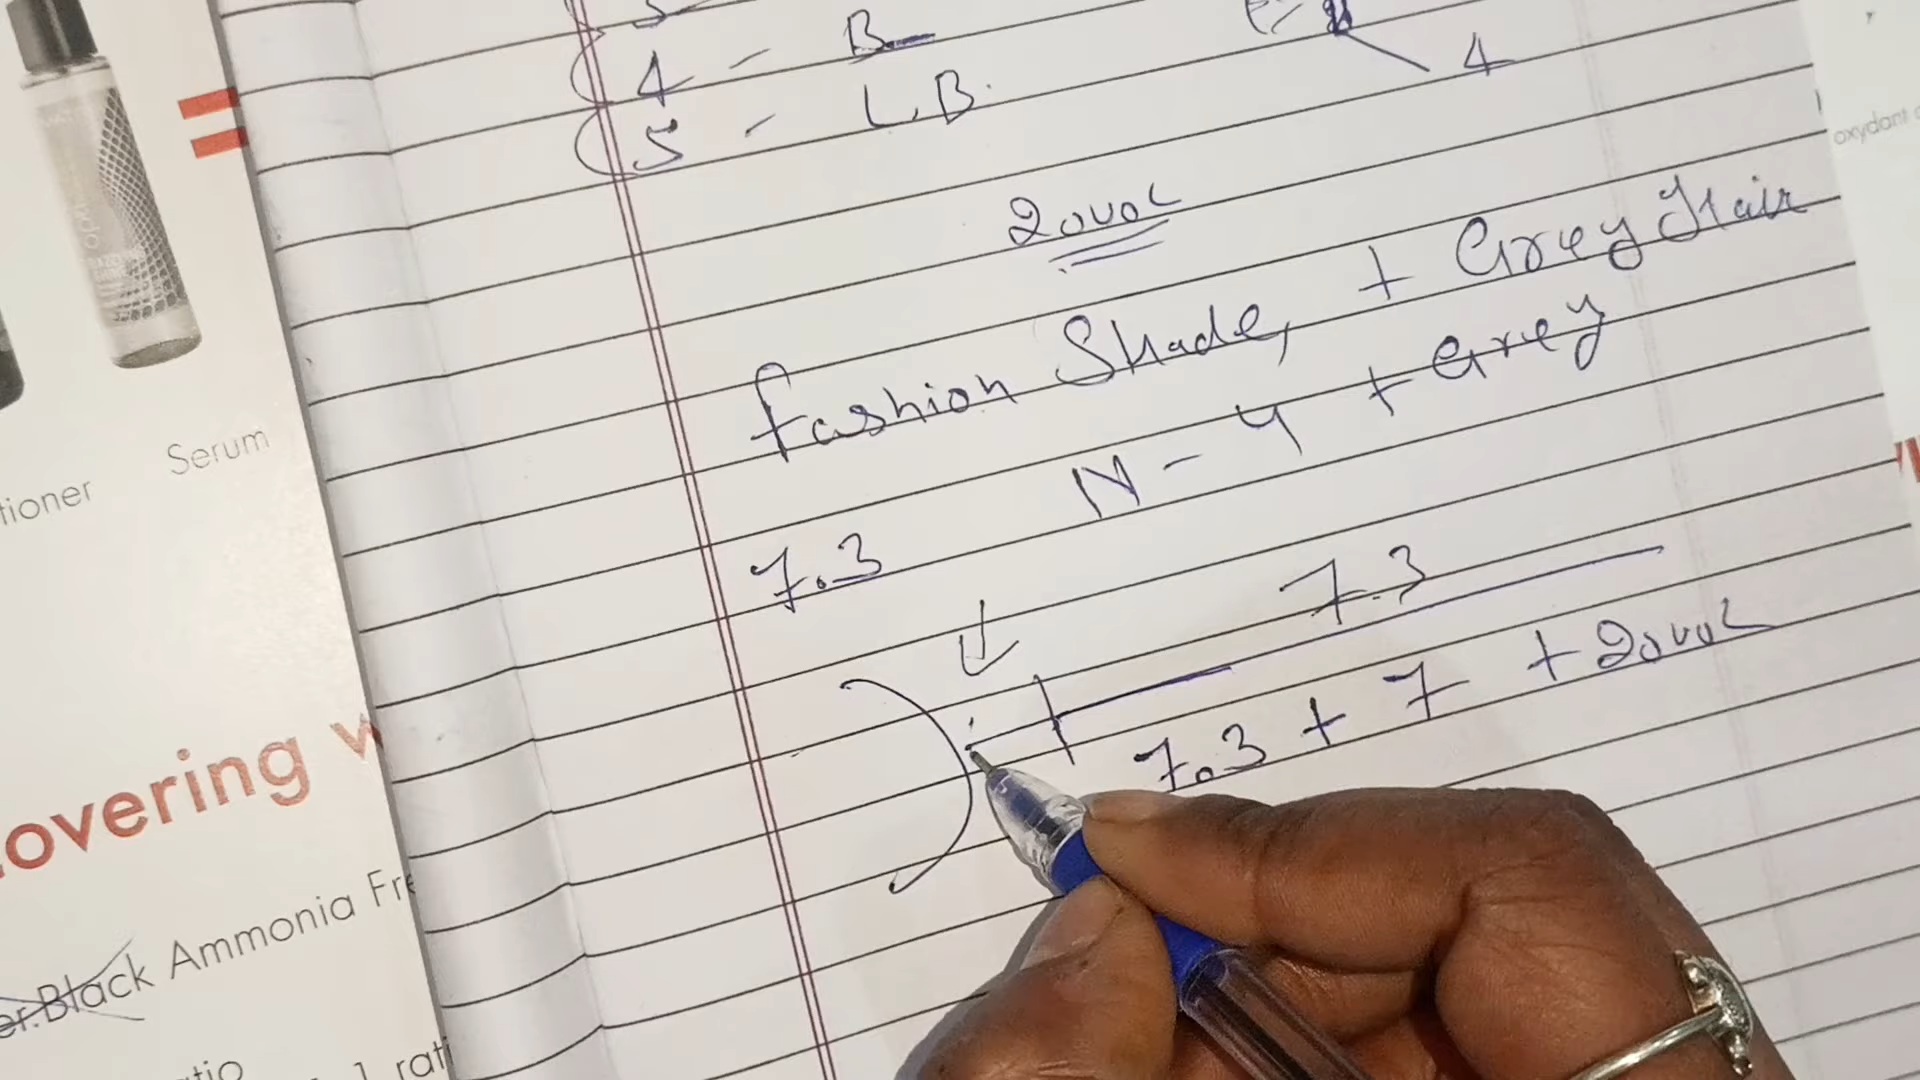 4 - B
5 - L.B.
4
20vol
Fashion Shade, + Grey Hair
N - 4 + Grey
7.3
7.3
7.3 + 7 + 20vol
Serum
tioner
overing
Black Ammonia Fre
oxydant